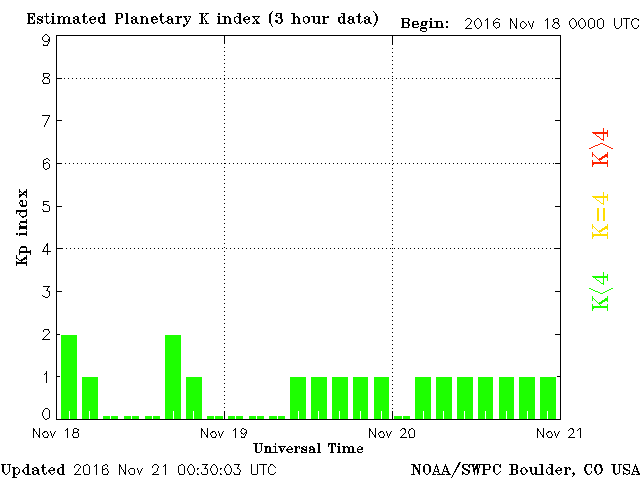 Estimated Planetary K index (3 hour data)
Begin: 2016 Nov 18 0000 UTC
9
8
7
6
5
4
3
2
1
0
Kp index
K>4
K=4
K<4
Nov 18
Nov 19
Nov 20
Nov 21
Universal Time
Updated 2016 Nov 21 00:30:03 UTC
NOAA/SWPC Boulder, CO USA